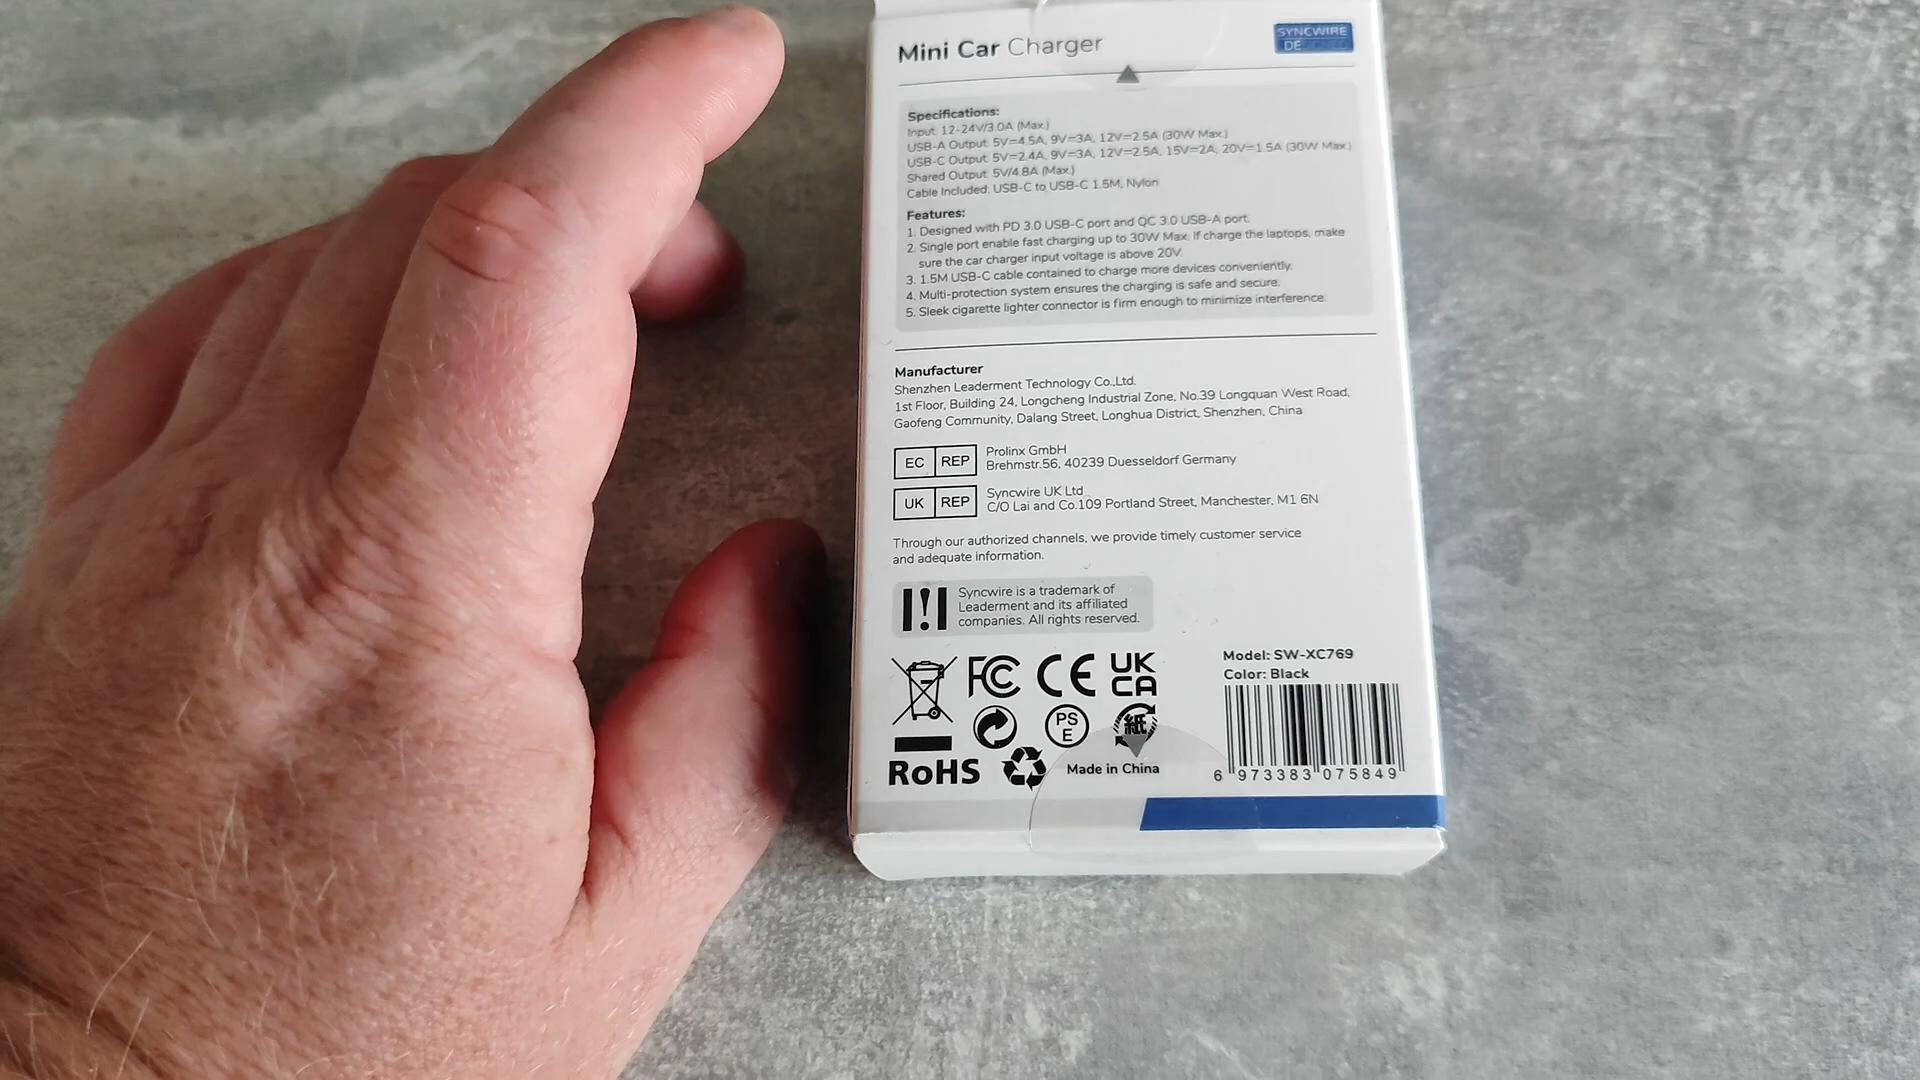 Mini Car Charger
SYNCWIRE
DE
Specifications:
Input: 12-24V/3.0A (Max.)
USB-A Output: 5V=4.5A, 9V=3A, 12V=2.5A (30W Max.)
USB-C Output: 5V=2.4A, 9V=3A, 12V=2.5A, 15V=2A, 20V=1.5A (30W Max.)
Shared Output: 5V/4.8A (Max.)
Cable Included: USB-C to USB-C 1.5M, Nylon
Features:
1. Designed with PD 3.0 USB-C port and QC 3.0 USB-A port.
2. Single port enable fast charging up to 30W Max. If charge the laptops, make
sure the car charger input voltage is above 20V.
3. 1.5M USB-C cable contained to charge more devices conveniently.
4. Multi-protection system ensures the charging is safe and secure.
5. Sleek cigarette lighter connector is firm enough to minimize interference.
Manufacturer
Shenzhen Leaderment Technology Co.,Ltd.
1st Floor, Building 24, Longcheng Industrial Zone, No.39 Longquan West Road,
Gaofeng Community, Dalang Street, Longhua District, Shenzhen, China
EC REP
Prolinx GmbH
Brehmstr.56, 40239 Duesseldorf Germany
UK REP
Syncwire UK Ltd
C/O Lai and Co.109 Portland Street, Manchester, M1 6N
Through our authorized channels, we provide timely customer service
and adequate information.
Syncwire is a trademark of
Leaderment and its affiliated
companies. All rights reserved.
FC CE UK CA
PS E 紙
RoHS
Made in China
Model: SW-XC769
Color: Black
6 973383 075849